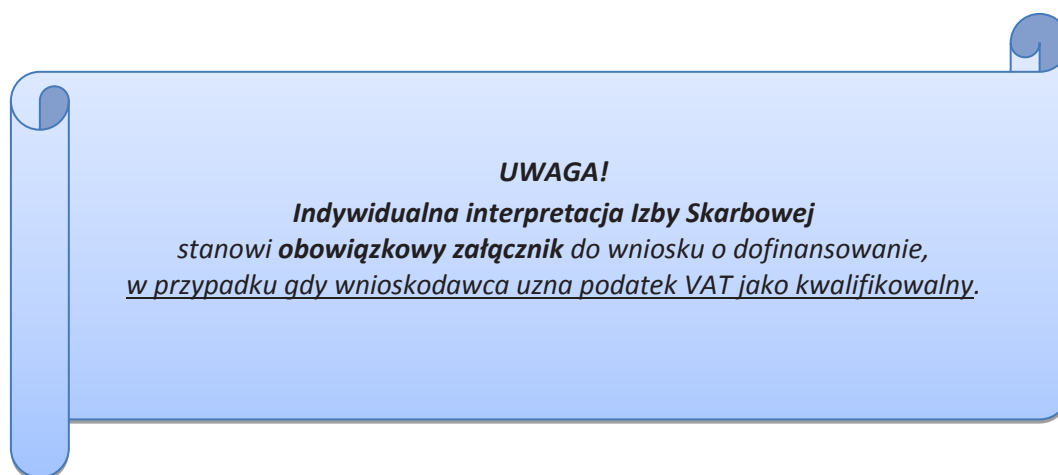 UWAGA!
Indywidualna interpretacja Izby Skarbowej
stanowi obowiązkowy załącznik do wniosku o dofinansowanie,
w przypadku gdy wnioskodawca uzna podatek VAT jako kwalifikowalny.